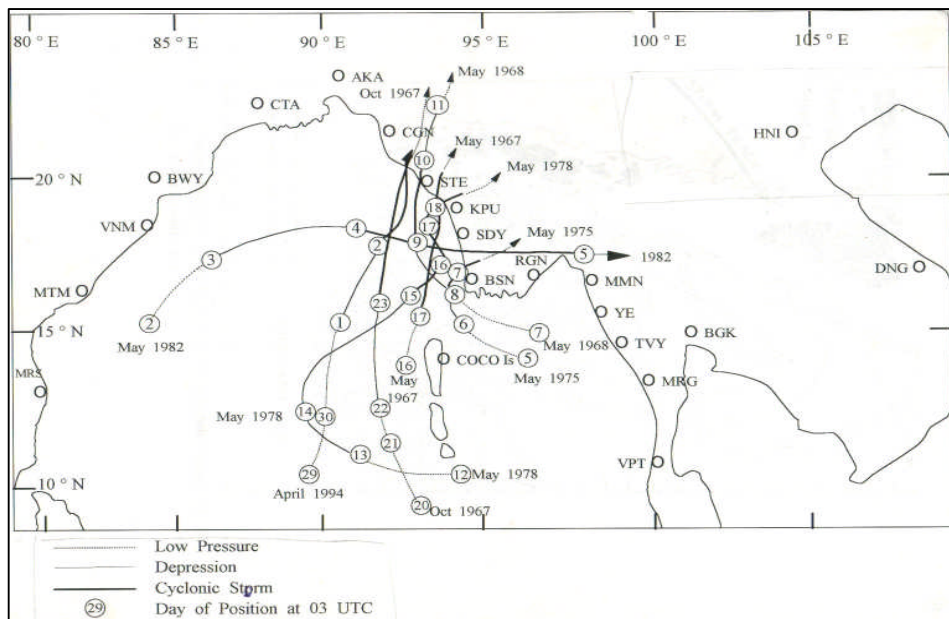 80 ° E
85 ° E
90 ° E
95 ° E
100 ° E
105 ° E
May 1968
AKA
Oct 1967
CTA
11
CGN
HNI
May 1967
10
20 ° N
BWY
STE
May 1978
18
KPU
VNM
4
17
SDY
2
9
May 1975
5
1982
3
16
7
RGN
DNG
BSN
MMN
MTM
15
8
23
17
YE
2
1
6
7
15 ° N
BGK
May 1982
May 1968
TVY
COCO Is
5
16
May 1975
MRS
May
1967
MRG
May 1978
14
30
22
21
13
VPT
29
12
May 1978
10 ° N
April 1994
20
Oct 1967
Low Pressure
Depression
Cyclonic Storm
29
Day of Position at 03 UTC